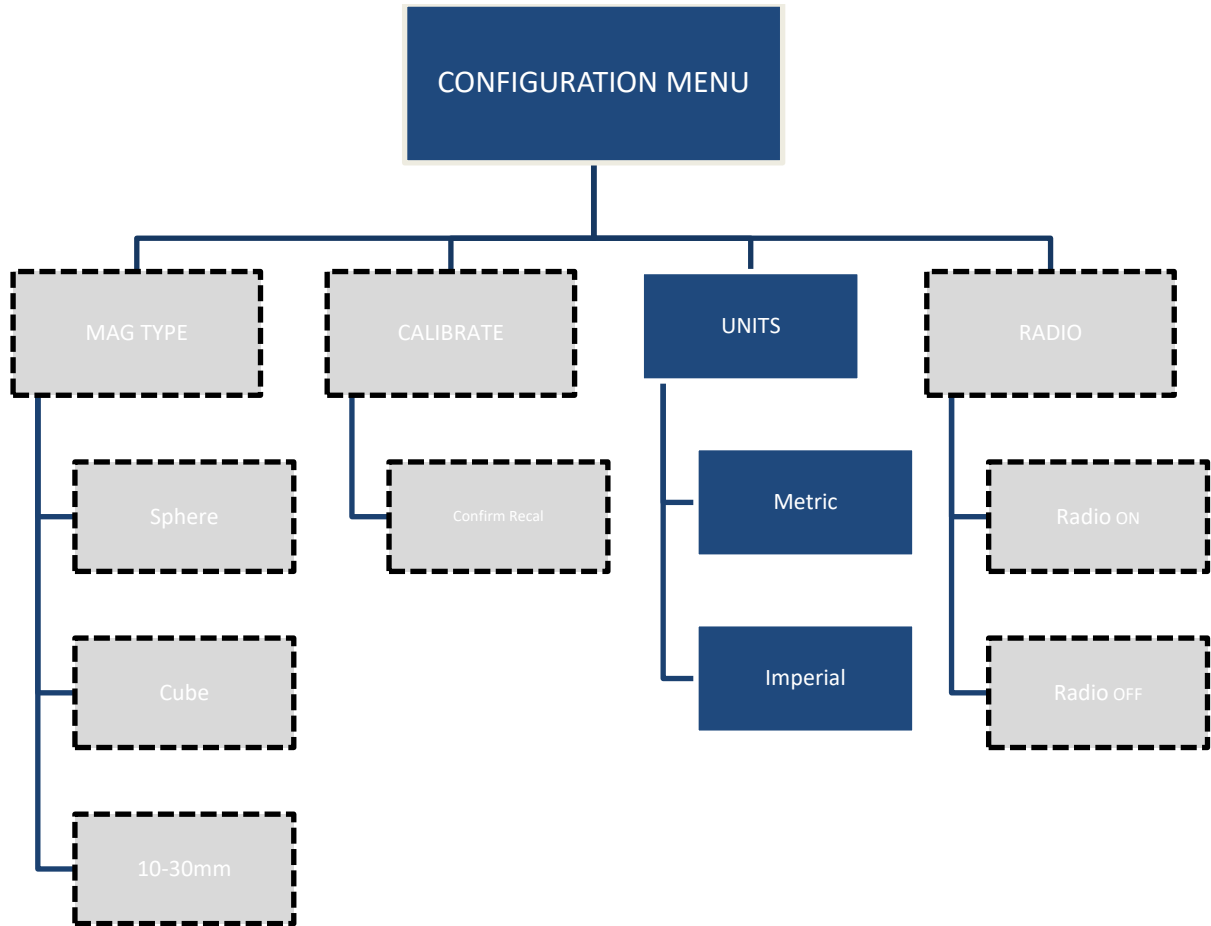 CONFIGURATION MENU
MAG TYPE
CALIBRATE
UNITS
RADIO
Sphere
Confirm Recal
Metric
Radio ON
Cube
Imperial
Radio OFF
10-30mm